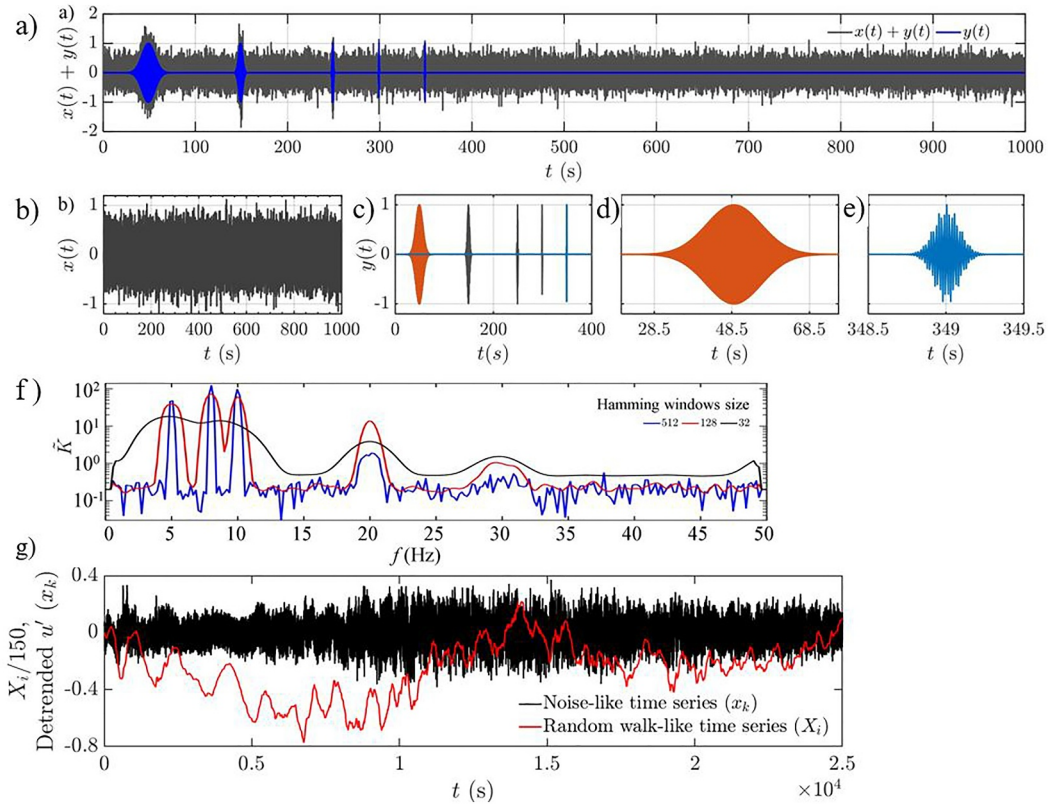 a)
a)
x(t) + y(t)
2
1
0
-1
-2
x(t) + y(t) y(t)
0 100 200 300 400 500 600 700 800 900 1000
t (s)
b)
b)
x(t)
1
0
-1
0 200 400 600 800 1000
t (s)
c)
y(t)
1
0
-1
0 200 400
t(s)
d)
28.5 48.5 68.5
t (s)
e)
348.5 349 349.5
t (s)
f)
K̃
10² 
10¹
10⁰
10⁻¹
Hamming windows size
512 128 32
0 5 10 15 20 25 30 35 40 45 50
f(Hz)
g)
Xᵢ/150,
Detrended u′ (xₖ)
0.4
0
-0.4
-0.8
Noise-like time series (xₖ)
Random walk-like time series (Xᵢ)
0 0.5 1 1.5 2 2.5
t (s)
×10⁴